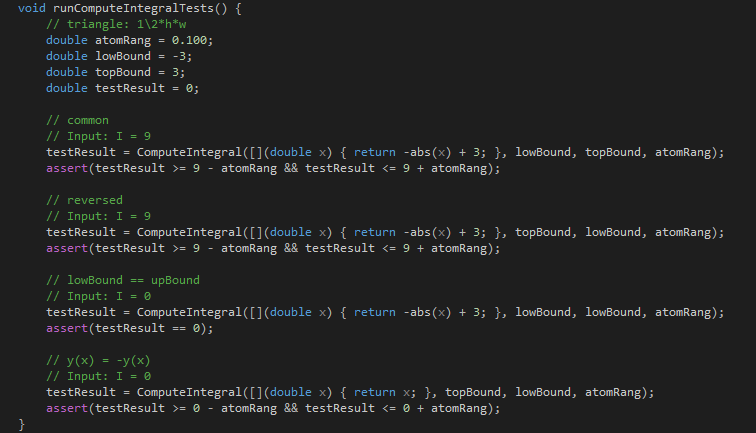 void runComputeIntegralTests() {
    // triangle: 1\2*h*w
    double atomRang = 0.100;
    double lowBound = -3;
    double topBound = 3;
    double testResult = 0;

    // common
    // Input: I = 9
    testResult = ComputeIntegral([](double x) { return -abs(x) + 3; }, lowBound, topBound, atomRang);
    assert(testResult >= 9 - atomRang && testResult <= 9 + atomRang);

    // reversed
    // Input: I = 9
    testResult = ComputeIntegral([](double x) { return -abs(x) + 3; }, topBound, lowBound, atomRang);
    assert(testResult >= 9 - atomRang && testResult <= 9 + atomRang);

    // lowBound == upBound
    // Input: I = 0
    testResult = ComputeIntegral([](double x) { return -abs(x) + 3; }, lowBound, lowBound, atomRang);
    assert(testResult == 0);

    // y(x) = -y(x)
    // Input: I = 0
    testResult = ComputeIntegral([](double x) { return x; }, topBound, lowBound, atomRang);
    assert(testResult >= 0 - atomRang && testResult <= 0 + atomRang);
}